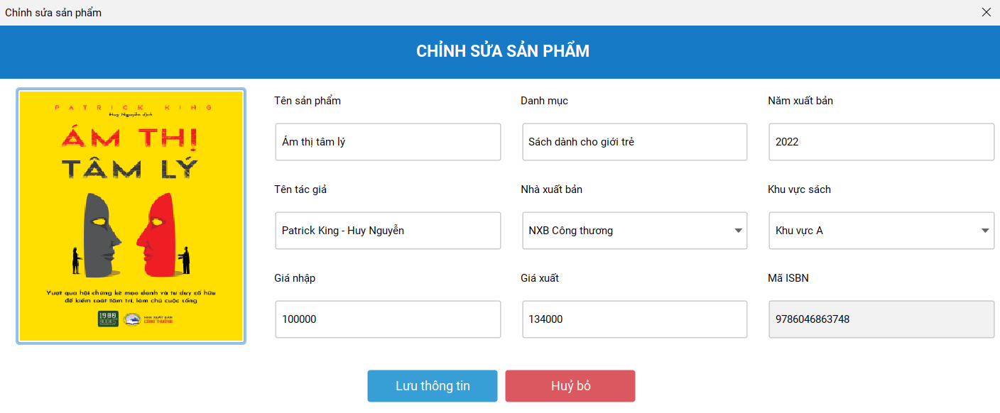 Chỉnh sửa sản phẩm
CHỈNH SỬA SẢN PHẨM
PATRICK KING
Huy Nguyễn dịch
ÁM THỊ
TÂM LÝ
Vượt qua hội chứng kẻ mạo danh và tư duy cố hữu
để kiểm soát tâm trí, làm chủ cuộc sống
1980
BOOKS
NHÀ XUẤT BẢN
CÔNG THƯƠNG
Tên sản phẩm
Ám thị tâm lý
Danh mục
Sách dành cho giới trẻ
Năm xuất bản
2022
Tên tác giả
Patrick King - Huy Nguyễn
Nhà xuất bản
NXB Công thương
Khu vực sách
Khu vực A
Giá nhập
100000
Giá xuất
134000
Mã ISBN
9786046863748
Lưu thông tin
Huỷ bỏ